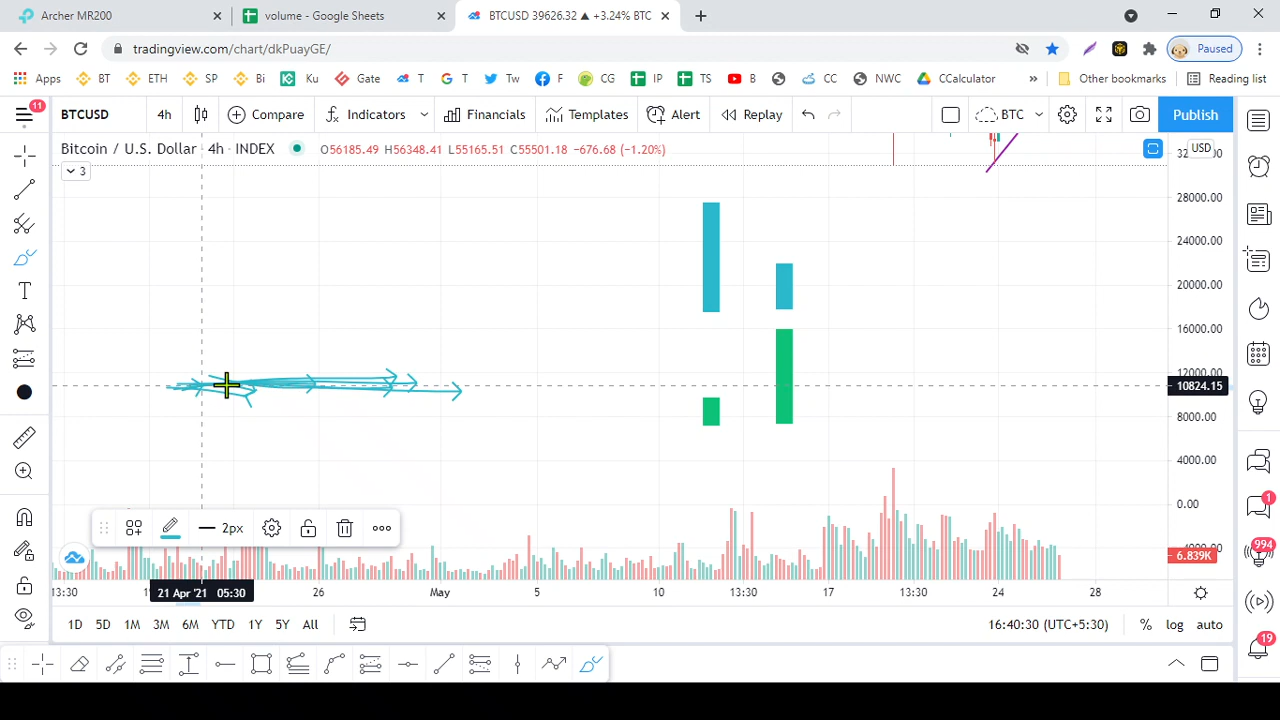 Archer MR200
volume - Google Sheets
BTCUSD 39626.32 ▲ +3.24% BTC
tradingview.com/chart/dkPuayGE/
Paused
Apps BT ETH SP Bi Ku Gate T T Tw F CG IP TS B CC NWC CCalculator » Other bookmarks Reading list
11
BTCUSD 4h Compare Indicators Financials Templates Alert Replay BTC Publish
Bitcoin / U.S. Dollar · 4h · INDEX O56185.49 H56348.41 L55165.51 C55501.18 −676.68 (−1.20%)
USD
3
28000.00
24000.00
20000.00
16000.00
12000.00
10824.15
8000.00
4000.00
0.00
6.839K
2px
1
994
19
13:30 21 Apr '21 05:30 26 May 5 10 13:30 17 13:30 24 28
1D 5D 1M 3M 6M YTD 1Y 5Y All 16:40:30 (UTC+5:30) % log auto